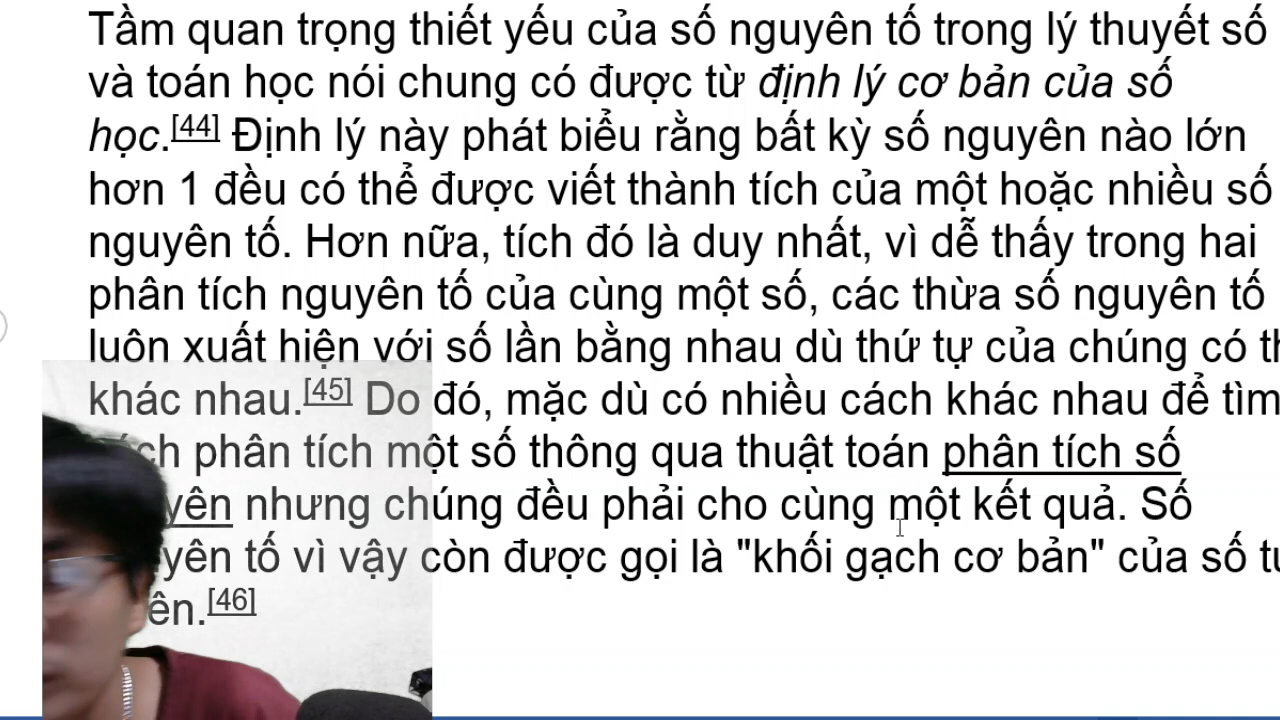 Tầm quan trọng thiết yếu của số nguyên tố trong lý thuyết số
và toán học nói chung có được từ định lý cơ bản của số
học.[44] Định lý này phát biểu rằng bất kỳ số nguyên nào lớn
hơn 1 đều có thể được viết thành tích của một hoặc nhiều số
nguyên tố. Hơn nữa, tích đó là duy nhất, vì dễ thấy trong hai
phân tích nguyên tố của cùng một số, các thừa số nguyên tố
luôn xuất hiện với số lần bằng nhau dù thứ tự của chúng có
khác nhau.[45] Do đó, mặc dù có nhiều cách khác nhau để tìm
phân tích một số thông qua thuật toán phân tích số
nhưng chúng đều phải cho cùng một kết quả. Số
tố vì vậy còn được gọi là "khối gạch cơ bản" của số
[46]